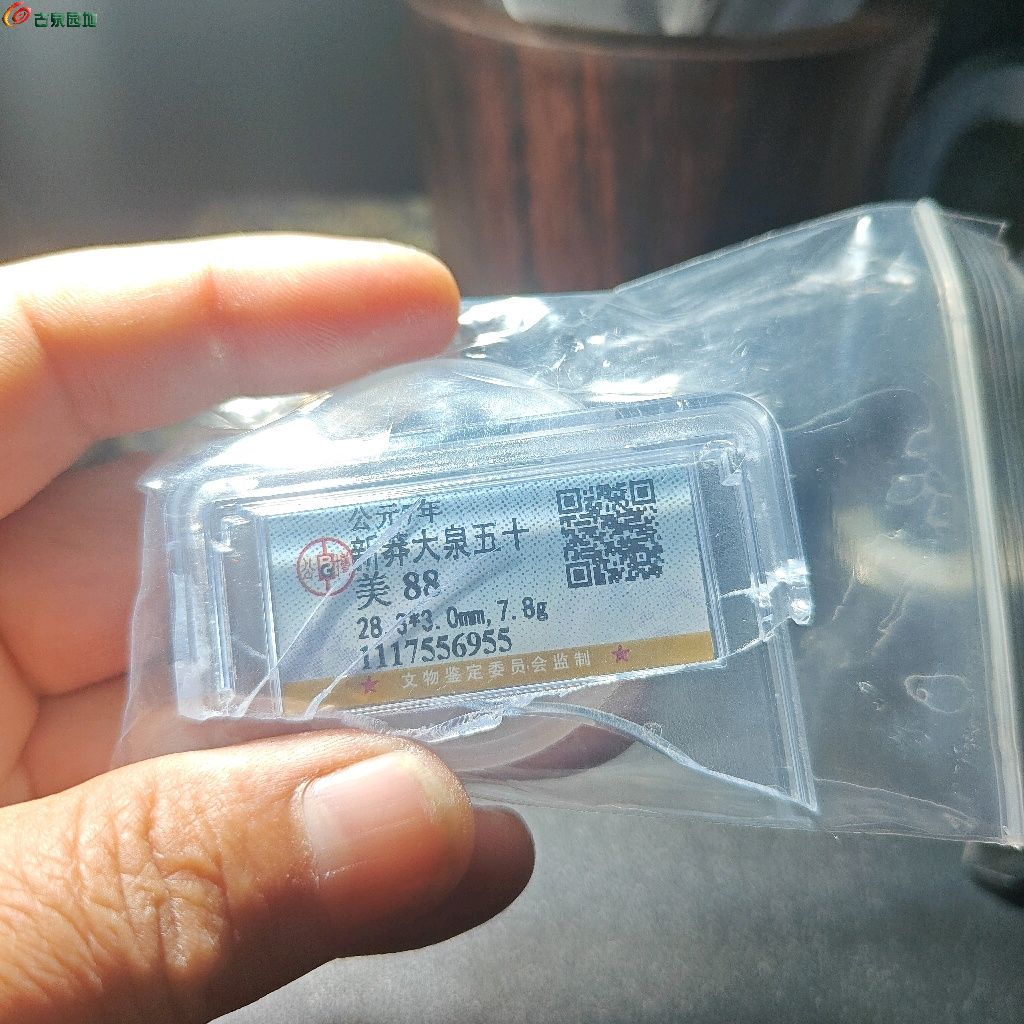 古泉园地
公元7年
新莽大泉五十
美 88
28.3*3.0mm,7.8g
1117556955
文物鉴定委员会监制